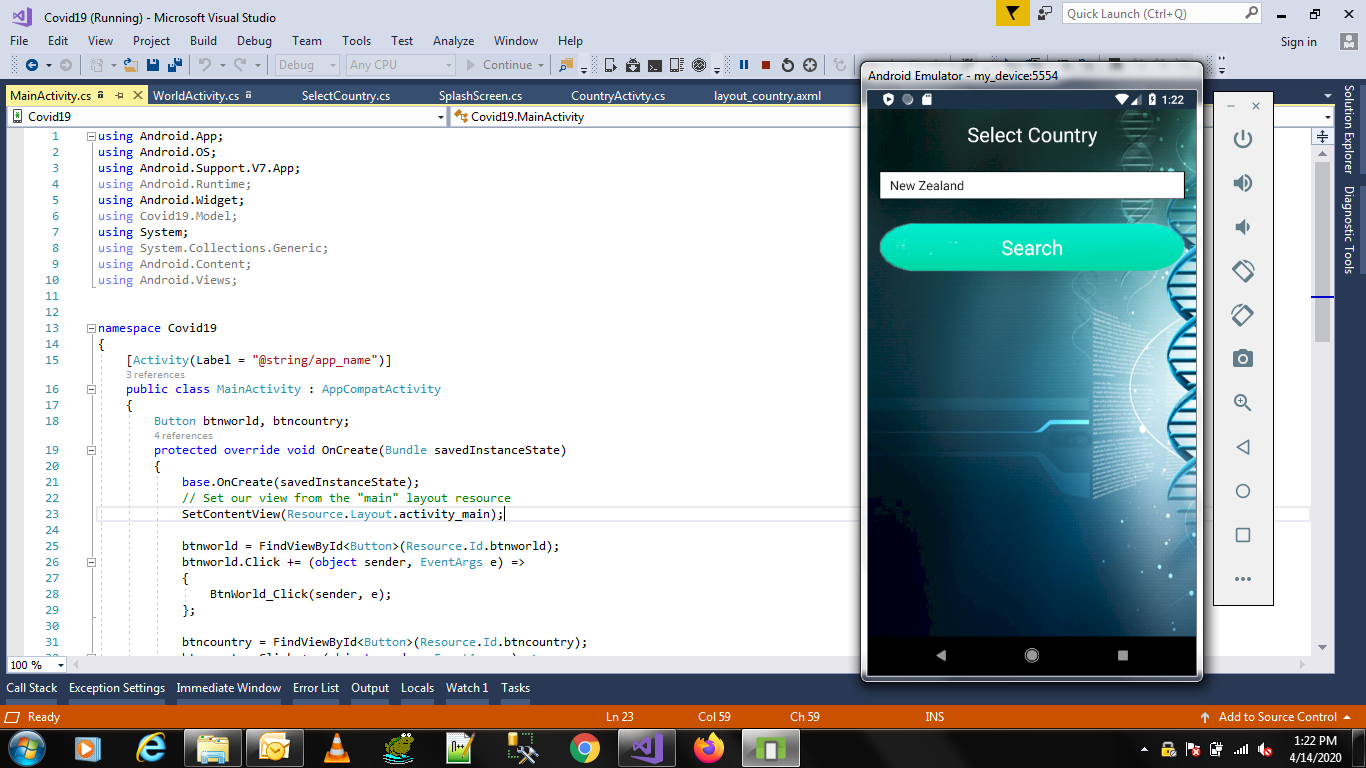 Covid19 (Running) - Microsoft Visual Studio
Quick Launch (Ctrl+Q)
File Edit View Project Build Debug Team Tools Test Analyze Window Help
Sign in
Debug Any CPU Continue
MainActivity.cs WorldActivity.cs SelectCountry.cs SplashScreen.cs CountryActivty.cs layout_country.axml
Covid19 Covid19.MainActivity
1 using Android.App;
2 using Android.OS;
3 using Android.Support.V7.App;
4 using Android.Runtime;
5 using Android.Widget;
6 using Covid19.Model;
7 using System;
8 using System.Collections.Generic;
9 using Android.Content;
10 using Android.Views;
11
12
13 namespace Covid19
14 {
15 [Activity(Label = "@string/app_name")]
3 references
16 public class MainActivity : AppCompatActivity
17 {
18 Button btnworld, btncountry;
4 references
19 protected override void OnCreate(Bundle savedInstanceState)
20 {
21 base.OnCreate(savedInstanceState);
22 // Set our view from the "main" layout resource
23 SetContentView(Resource.Layout.activity_main);
24
25 btnworld = FindViewById<Button>(Resource.Id.btnworld);
26 btnworld.Click += (object sender, EventArgs e) =>
27 {
28 BtnWorld_Click(sender, e);
29 };
30
31 btncountry = FindViewById<Button>(Resource.Id.btncountry);
100 %
Android Emulator - my_device:5554
1:22
Select Country
New Zealand
Search
Solution Explorer
Diagnostic Tools
Call Stack Exception Settings Immediate Window Error List Output Locals Watch 1 Tasks
Ready Ln 23 Col 59 Ch 59 INS Add to Source Control
1:22 PM
4/14/2020